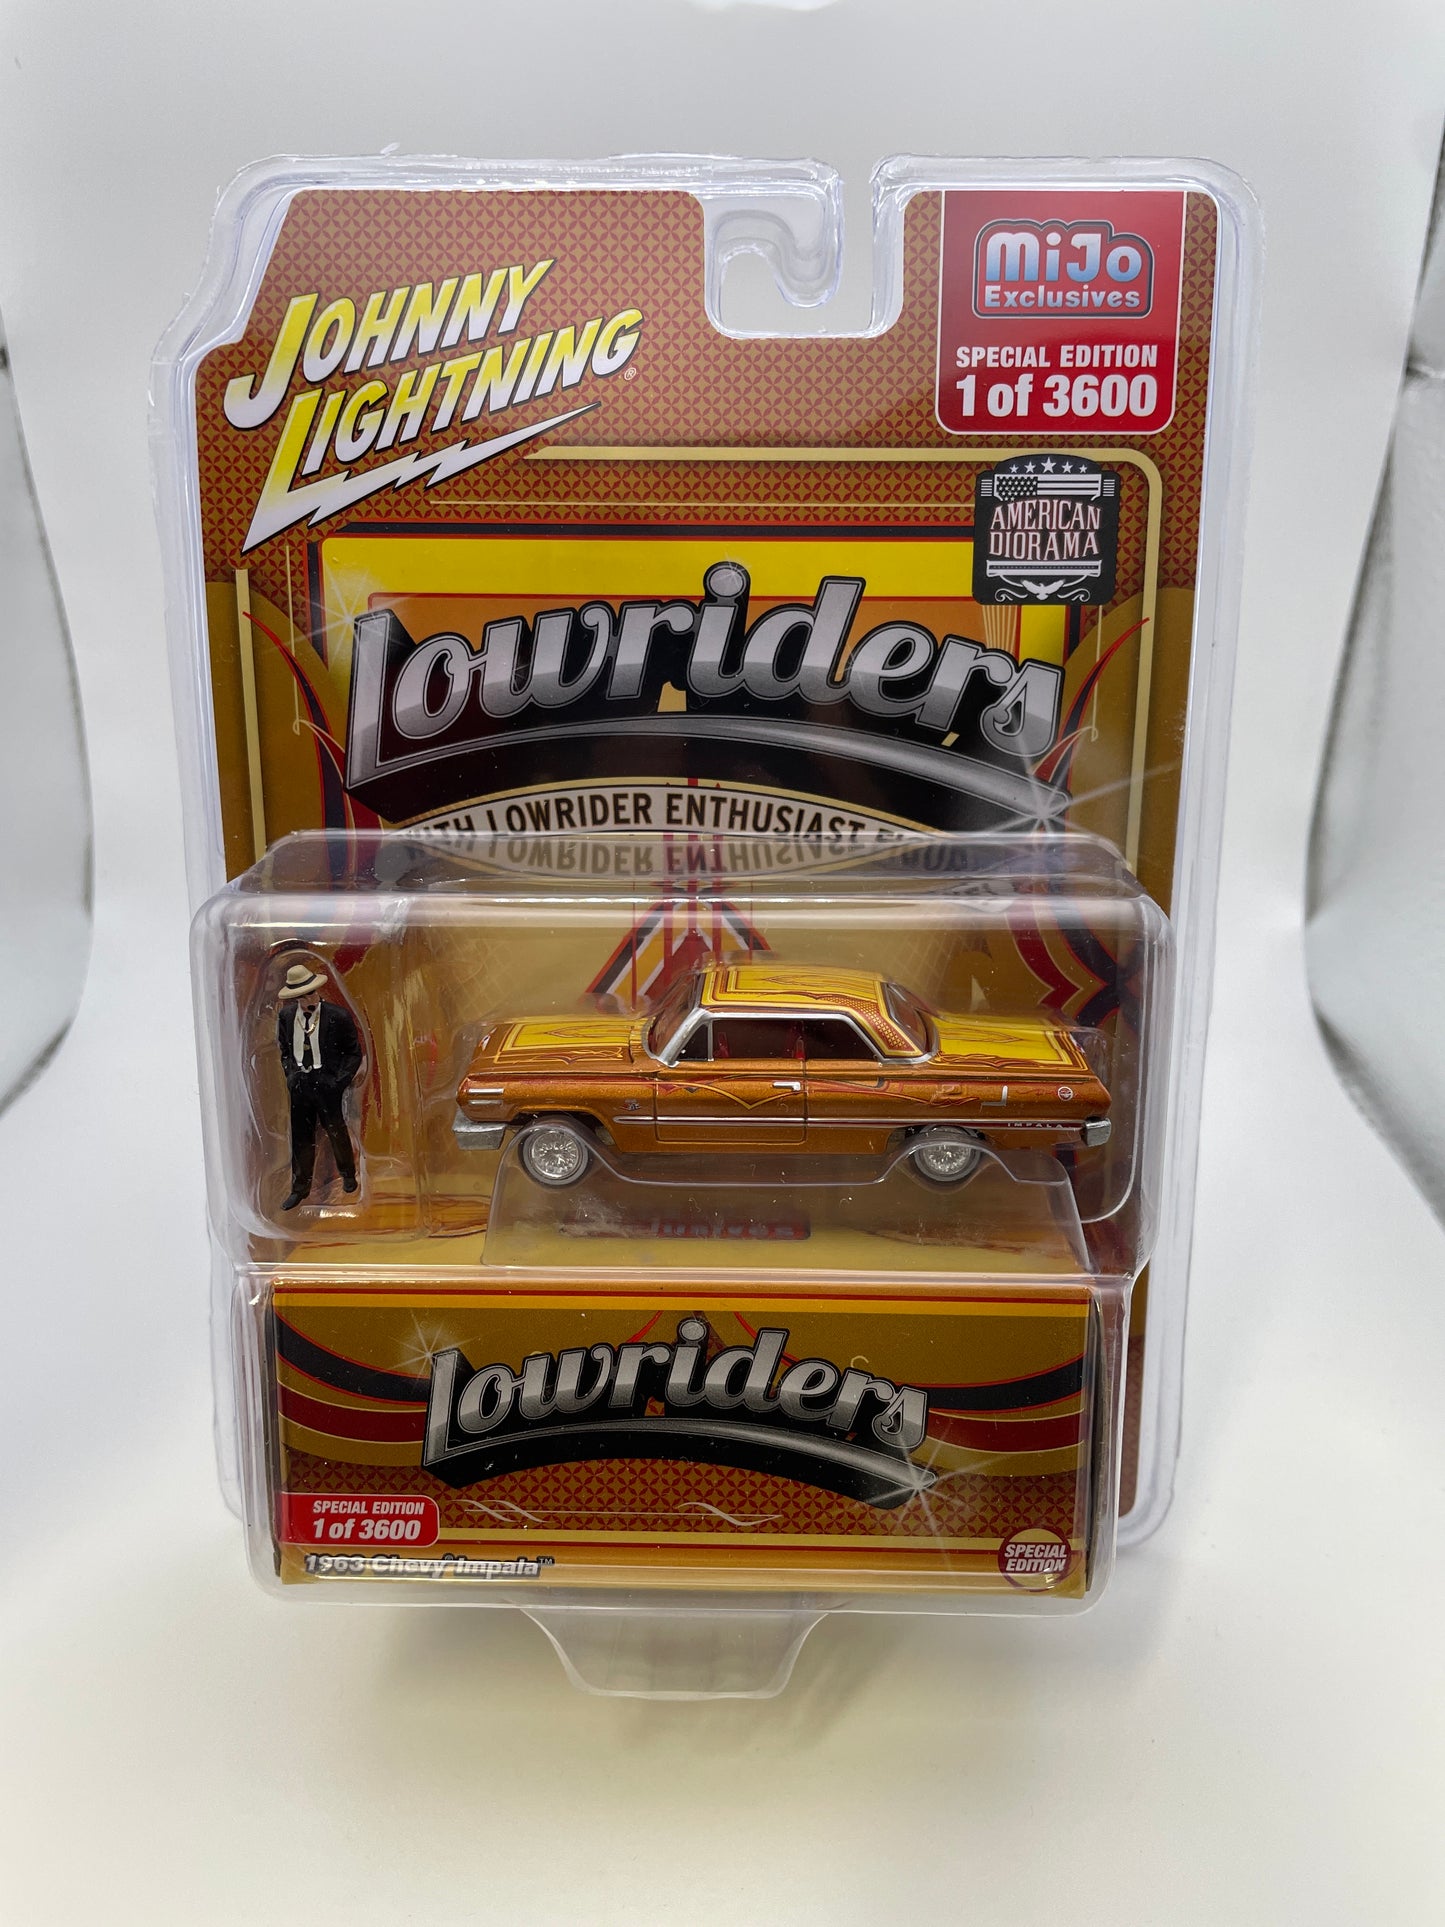 JOHNNY
LIGHTNING®
MiJo
Exclusives
SPECIAL EDITION
1 of 3600
AMERICAN
DIORAMA
Lowriders
WITH LOWRIDER ENTHUSIAST
IMPALA
Lowriders
SPECIAL EDITION
1 of 3600
1963 Chevy® Impala™
SPECIAL
EDITION